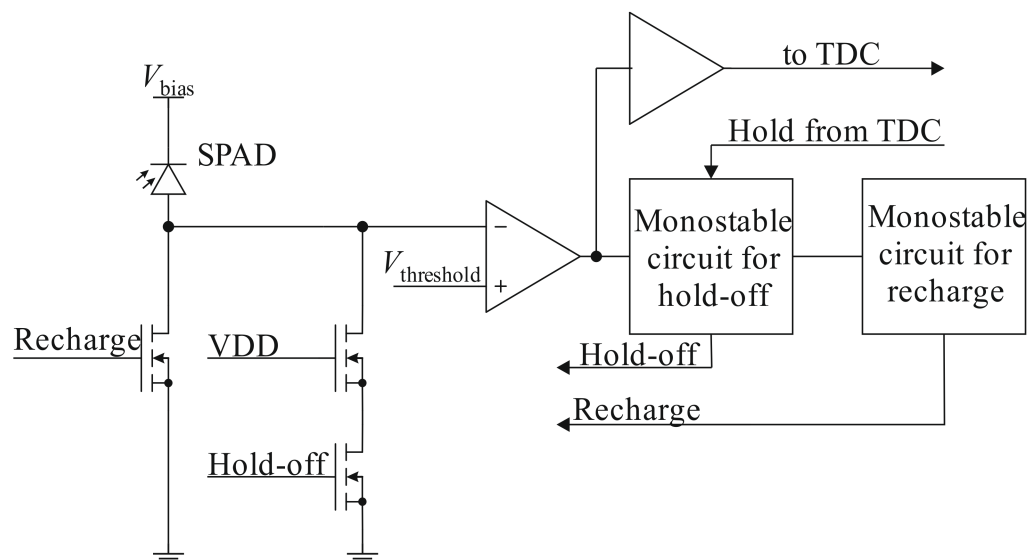 V_bias
SPAD
to TDC
Hold from TDC
−
V_threshold
+
Monostable
circuit for
hold-off
Monostable
circuit for
recharge
Recharge
VDD
Hold-off
Hold-off
Recharge